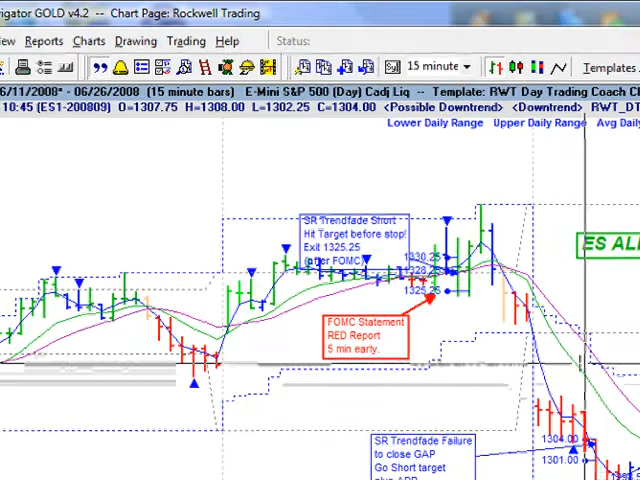 vigator GOLD v4.2 - Chart Page: Rockwell Trading
iew Reports Charts Drawing Trading Help Status:
Sym 15 minute Templates
6/11/2008* - 06/26/2008 (15 minute bars) E-Mini S&P 500 (Day) Cadj Liq -- Template: RWT Day Trading Coach C
10:45 (ES1-200809) O=1307.75 H=1308.00 L=1302.25 C=1304.00 <Possible Downtrend> <Downtrend> RWT_DT
Lower Daily Range Upper Daily Range Avg Da
SR Trendfade Short
Hit Target before stop!
Exit 1325.25
(after FOMC)
1330.25
1328.25
1325.25
ES AL
FOMC Statement
RED Report
5 min early.
SR Trendfade Failure
to close GAP
Go Short target
plus ADR
1304.00
1301.00